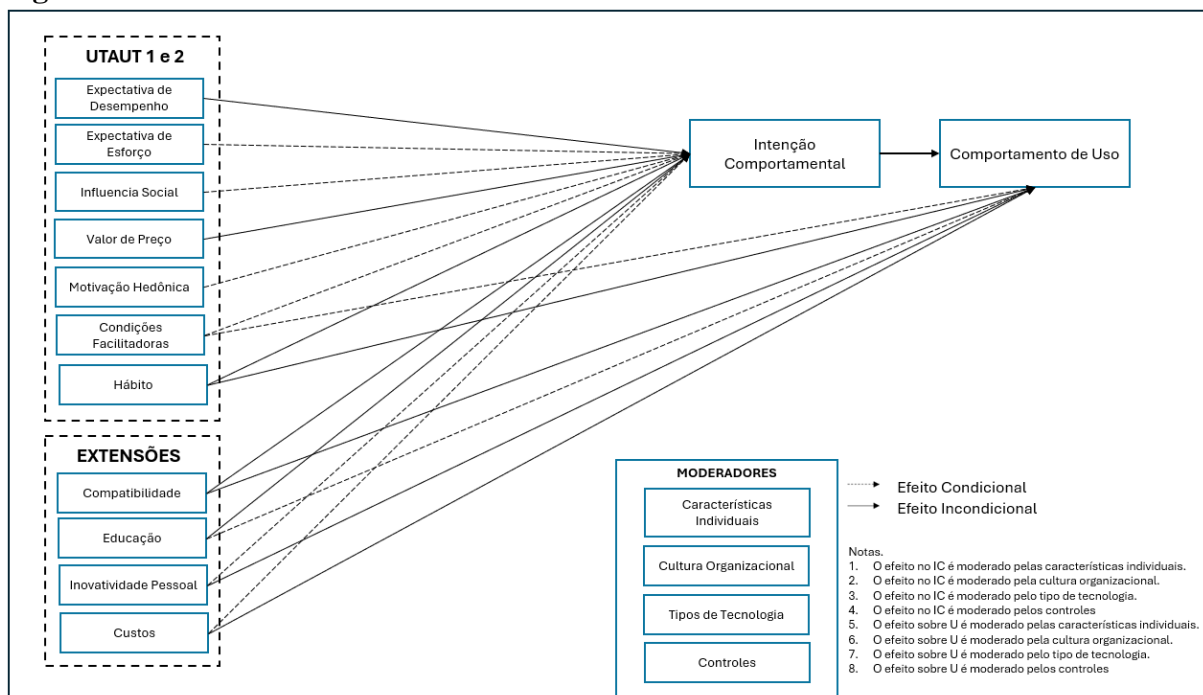 UTAUT 1 e 2
Expectativa de
Desempenho
Expectativa de
Esforço
Influencia Social
Valor de Preço
Motivação Hedônica
Condições
Facilitadoras
Hábito
EXTENSÕES
Compatibilidade
Educação
Inovatividade Pessoal
Custos
Intenção
Comportamental
Comportamento de Uso
MODERADORES
Características
Individuais
Cultura Organizacional
Tipos de Tecnologia
Controles
Efeito Condicional
Efeito Incondicional
Notas.
1. O efeito no IC é moderado pelas características individuais.
2. O efeito no IC é moderado pela cultura organizacional.
3. O efeito no IC é moderado pelo tipo de tecnologia.
4. O efeito no IC é moderado pelos controles
5. O efeito sobre U é moderado pelas características individuais.
6. O efeito sobre U é moderado pela cultura organizacional.
7. O efeito sobre U é moderado pelo tipo de tecnologia.
8. O efeito sobre U é moderado pelos controles